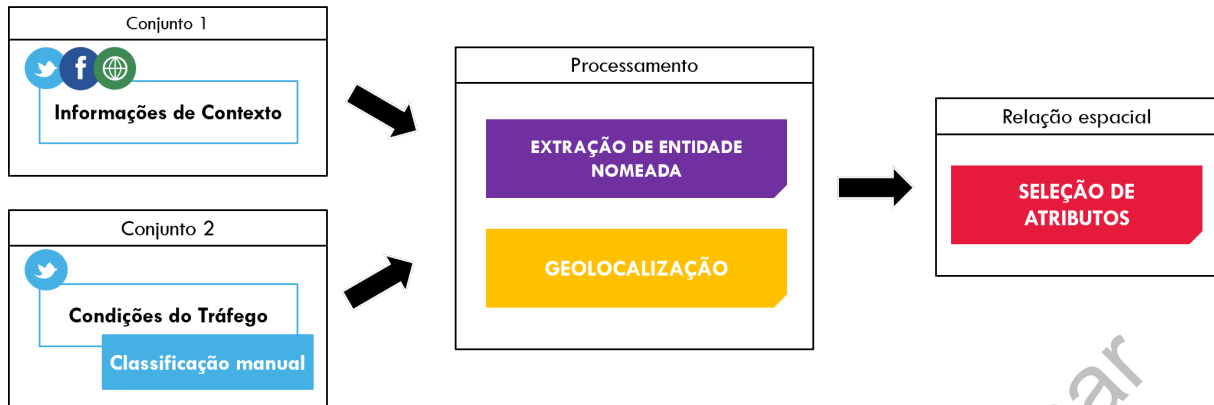 Conjunto 1
Informações de Contexto
Conjunto 2
Condições do Tráfego
Classificação manual
Processamento
EXTRAÇÃO DE ENTIDADE
NOMEADA
GEOLOCALIZAÇÃO
Relação espacial
SELEÇÃO DE
ATRIBUTOS